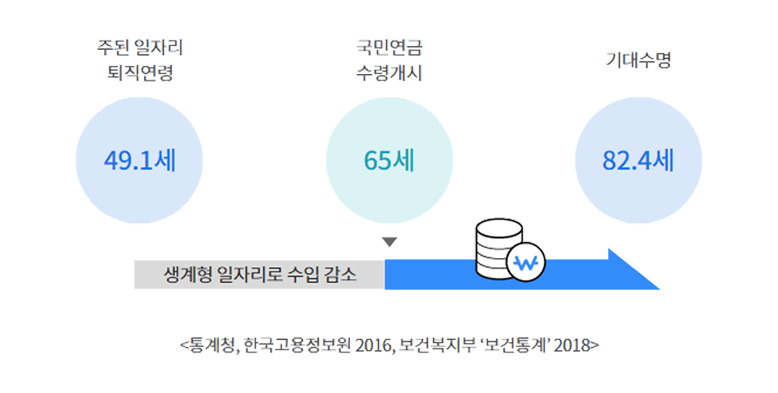 주된 일자리
퇴직연령
국민연금
수령개시
기대수명
49.1세
65세
82.4세
생계형 일자리로 수입 감소
<통계청, 한국고용정보원 2016, 보건복지부 ‘보건통계’ 2018>